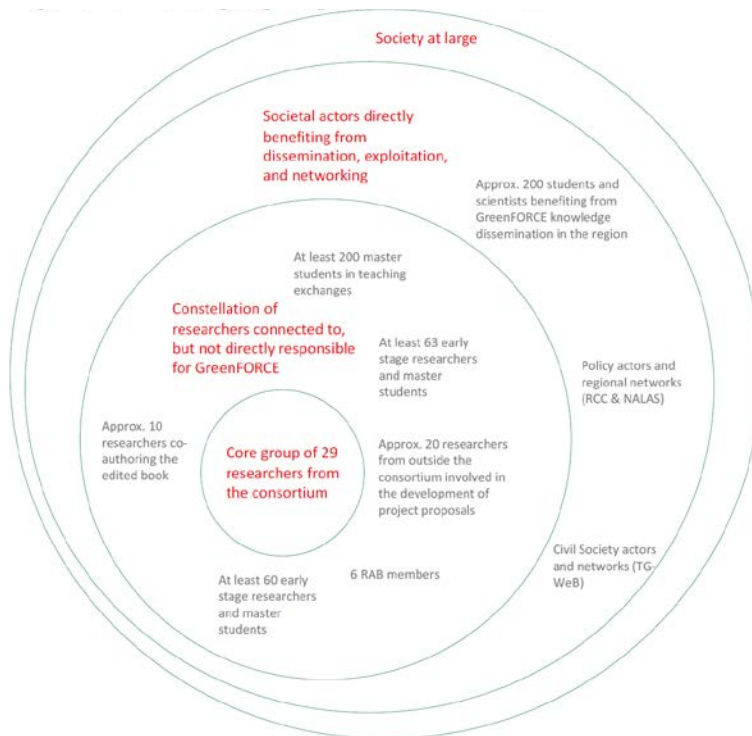 Society at large
Societal actors directly
benefiting from
dissemination, exploitation,
and networking
Approx. 200 students and
scientists benefiting from
GreenFORCE knowledge
dissemination in the region
At least 200 master
students in teaching
exchanges
Constellation of
researchers connected to,
but not directly responsible
for GreenFORCE
At least 63 early
stage researchers
and master
students
Policy actors and
regional networks
(RCC & NALAS)
Approx. 10
researchers co-
authoring the
edited book
Core group of 29
researchers from
the consortium
Approx. 20 researchers
from outside the
consortium involved in
the development of
project proposals
Civil Society actors
and networks (TG-
WeB)
6 RAB members
At least 60 early
stage researchers
and master
students